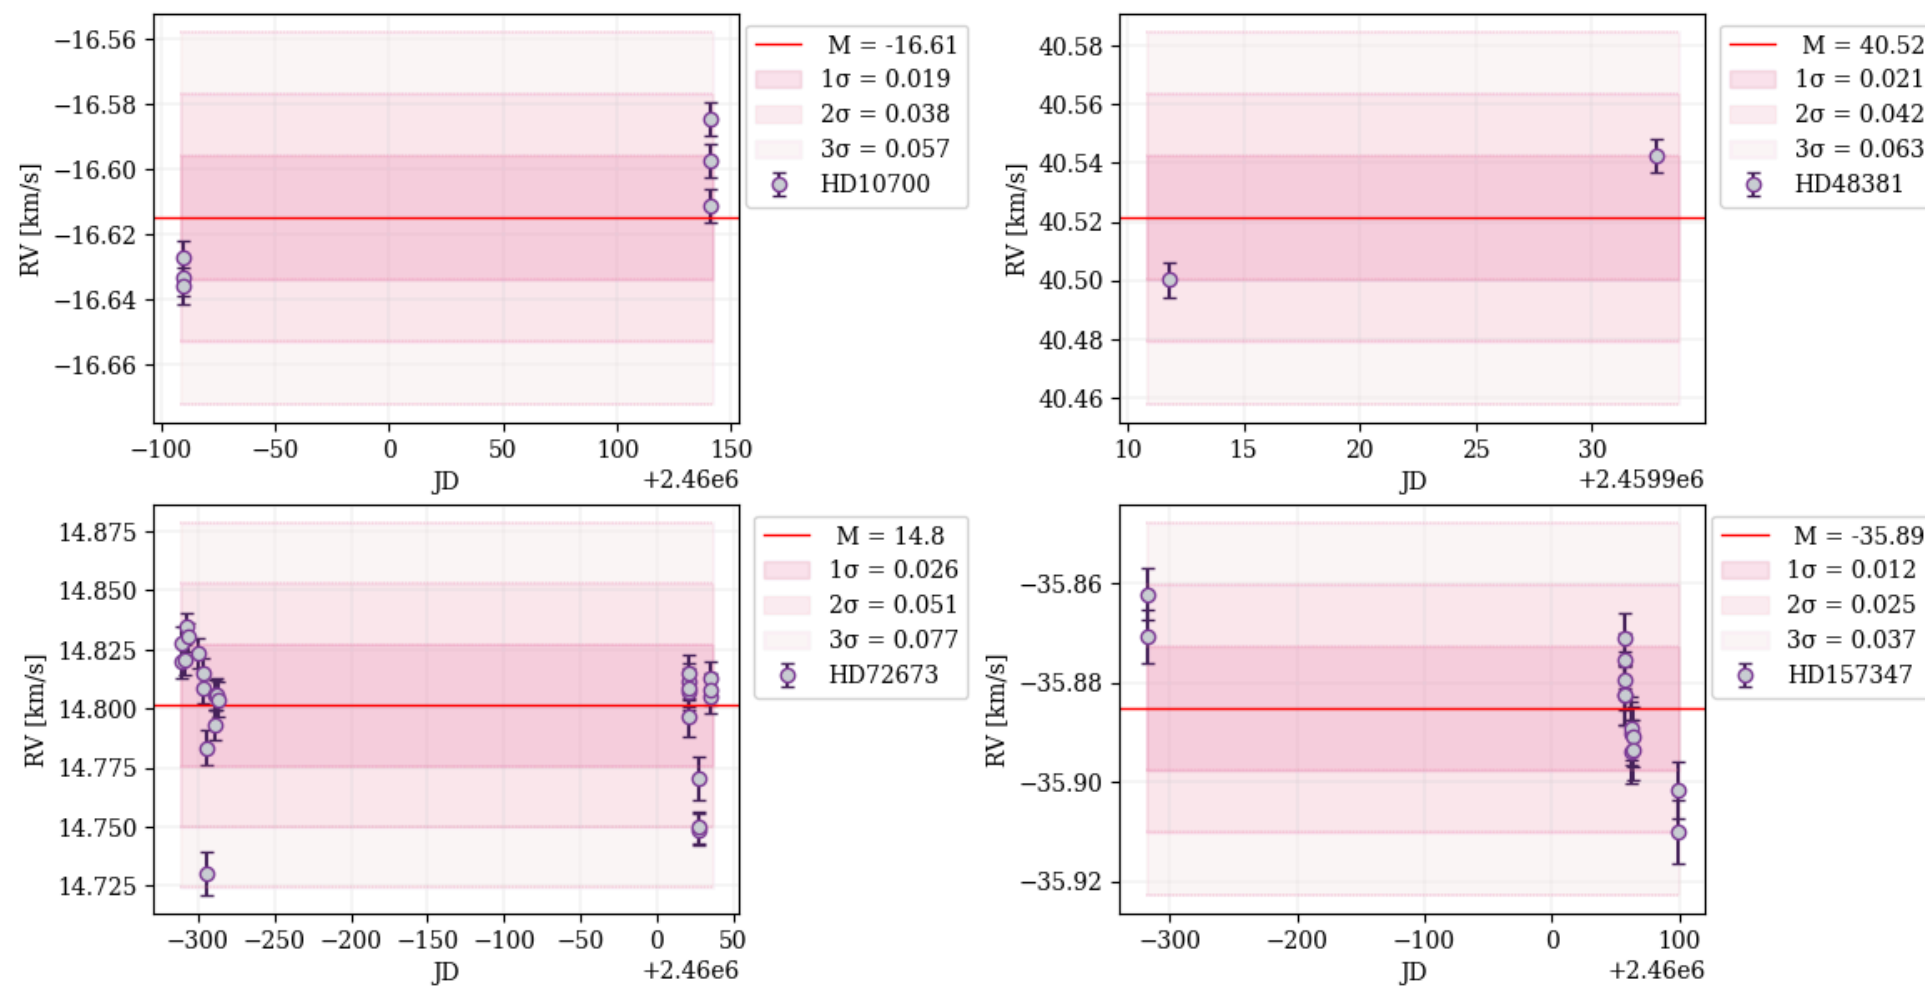 −16.56
−16.58
−16.60
−16.62
−16.64
−16.66
RV [km/s]
−100
−50
0
50
100
150
JD
+2.46e6
M = -16.61
1σ = 0.019
2σ = 0.038
3σ = 0.057
HD10700
40.58
40.56
40.54
40.52
40.50
40.48
40.46
RV [km/s]
10
15
20
25
30
JD
+2.4599e6
M = 40.52
1σ = 0.021
2σ = 0.042
3σ = 0.063
HD48381
14.875
14.850
14.825
14.800
14.775
14.750
14.725
RV [km/s]
−300
−250
−200
−150
−100
−50
0
50
JD
+2.46e6
M = 14.8
1σ = 0.026
2σ = 0.051
3σ = 0.077
HD72673
−35.86
−35.88
−35.90
−35.92
RV [km/s]
−300
−200
−100
0
100
JD
+2.46e6
M = -35.89
1σ = 0.012
2σ = 0.025
3σ = 0.037
HD157347